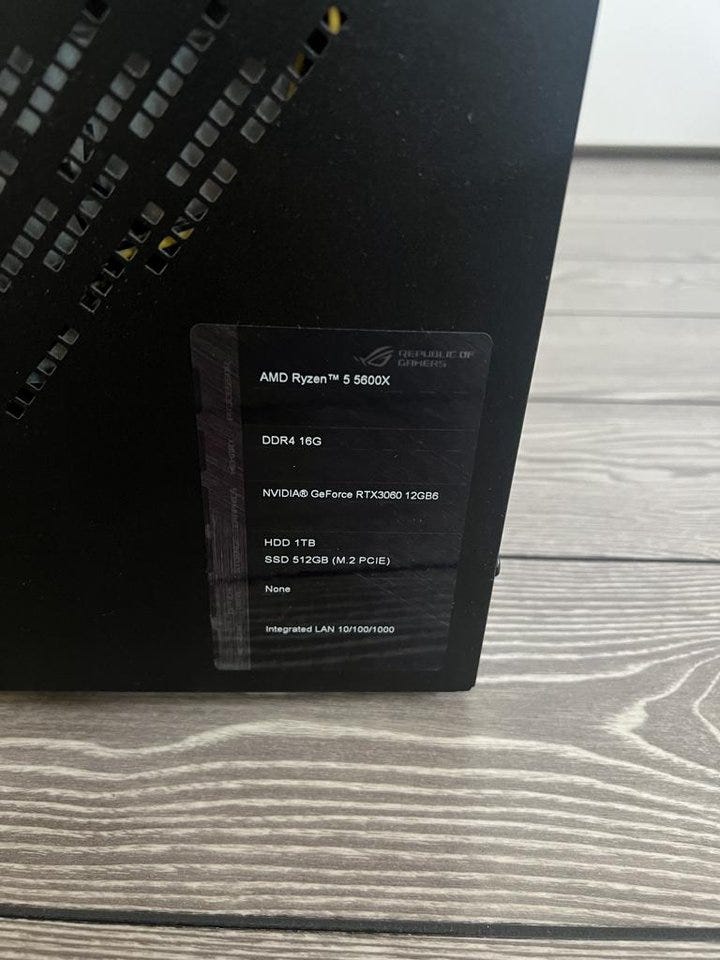 REPUBLIC OF
GAMERS
AMD Ryzen™ 5 5600X
DDR4 16G
NVIDIA® GeForce RTX3060 12GB6
HDD 1TB
SSD 512GB (M.2 PCIE)
None
Integrated LAN 10/100/1000